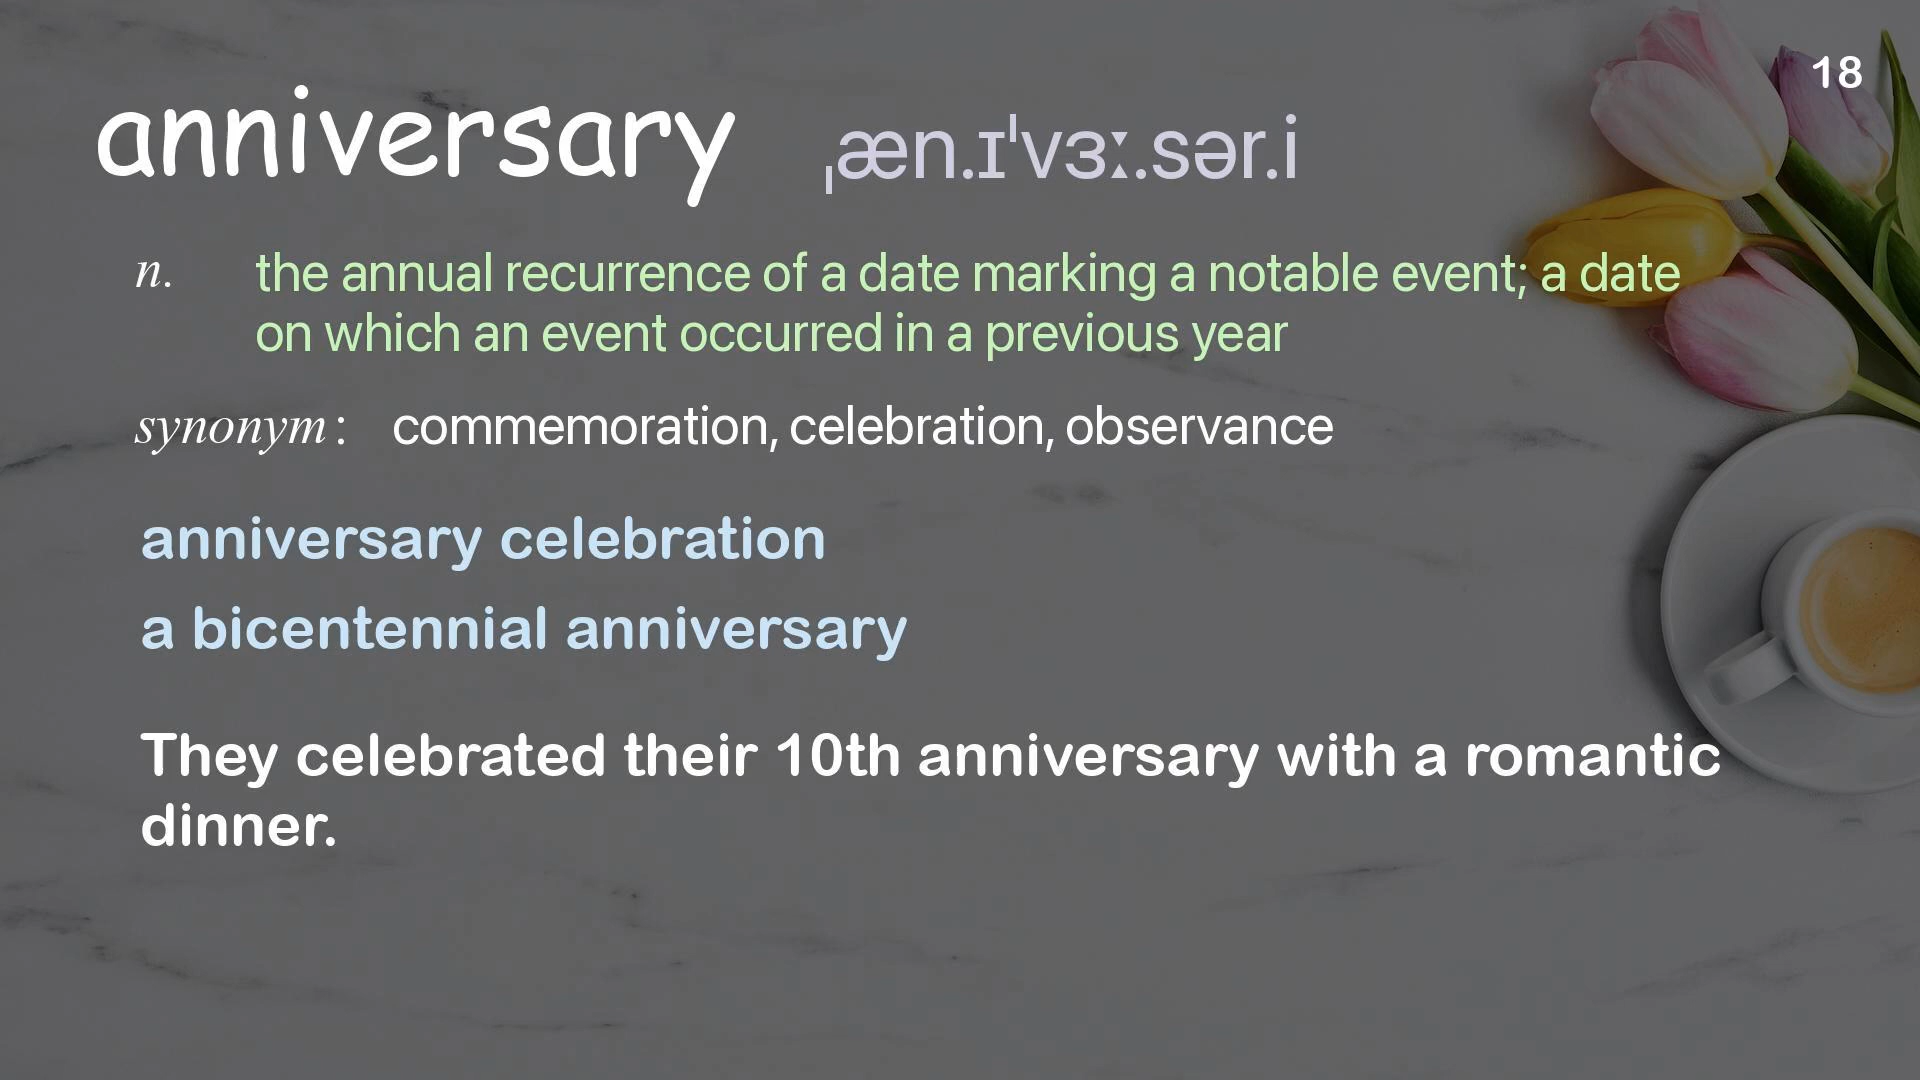 18
anniversary ˌæn.ɪˈvɜː.sər.i
n. the annual recurrence of a date marking a notable event; a date
on which an event occurred in a previous year
synonym : commemoration, celebration, observance
anniversary celebration
a bicentennial anniversary
They celebrated their 10th anniversary with a romantic
dinner.